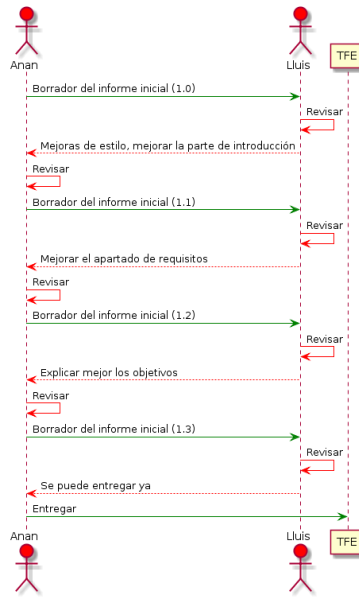 Anan Lluis TFE
Borrador del informe inicial (1.0)
Revisar
Mejoras de estilo, mejorar la parte de introducción
Revisar
Borrador del informe inicial (1.1)
Revisar
Mejorar el apartado de requisitos
Revisar
Borrador del informe inicial (1.2)
Revisar
Explicar mejor los objetivos
Revisar
Borrador del informe inicial (1.3)
Revisar
Se puede entregar ya
Entregar
Anan Lluis TFE